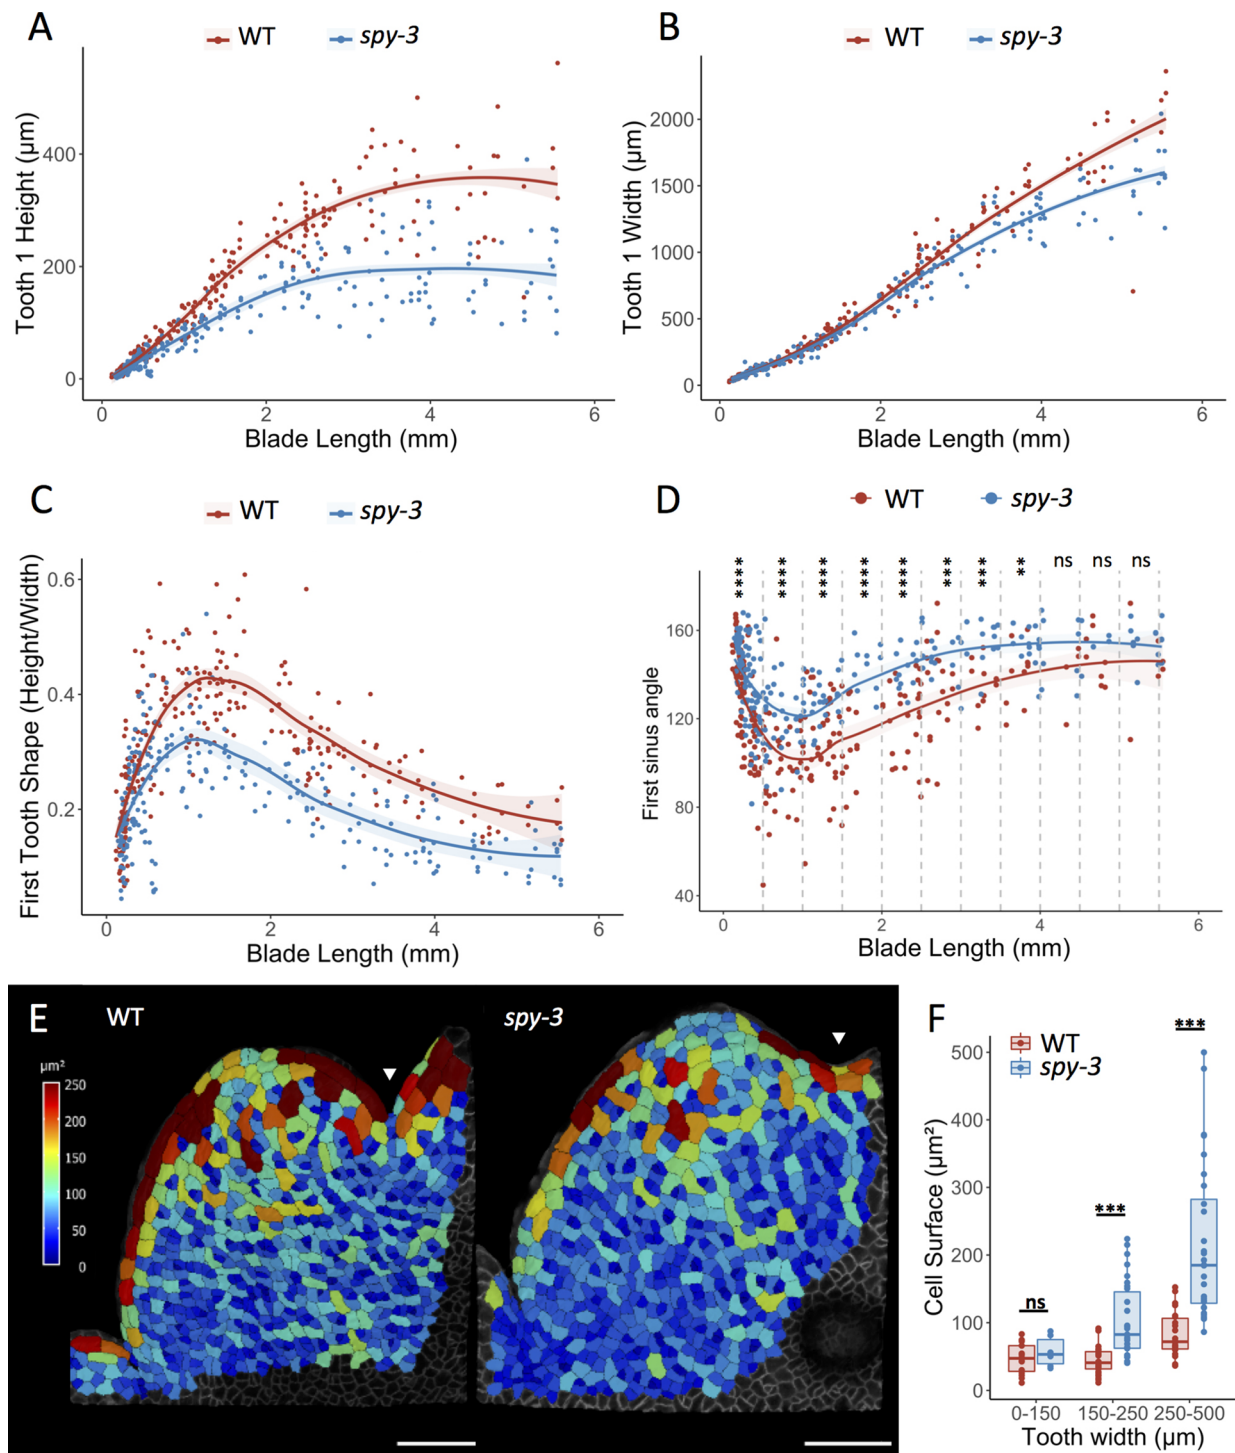 A
WT
spy-3
Tooth 1 Height (µm)
400
200
0
0
2
4
6
Blade Length (mm)
B
WT
spy-3
Tooth 1 Width (µm)
2000
1500
1000
500
0
0
2
4
6
Blade Length (mm)
C
WT
spy-3
First Tooth Shape (Height/Width)
0.6
0.4
0.2
0
2
4
6
Blade Length (mm)
D
WT
spy-3
First sinus angle
****
****
****
****
****
***
***
**
ns
ns
ns
160
120
80
40
0
2
4
6
Blade Length (mm)
E
WT
spy-3
µm²
250
200
150
100
50
0
F
WT
spy-3
Cell Surface (µm²)
500
400
300
200
100
0
ns
***
***
0-150
150-250
250-500
Tooth width (µm)